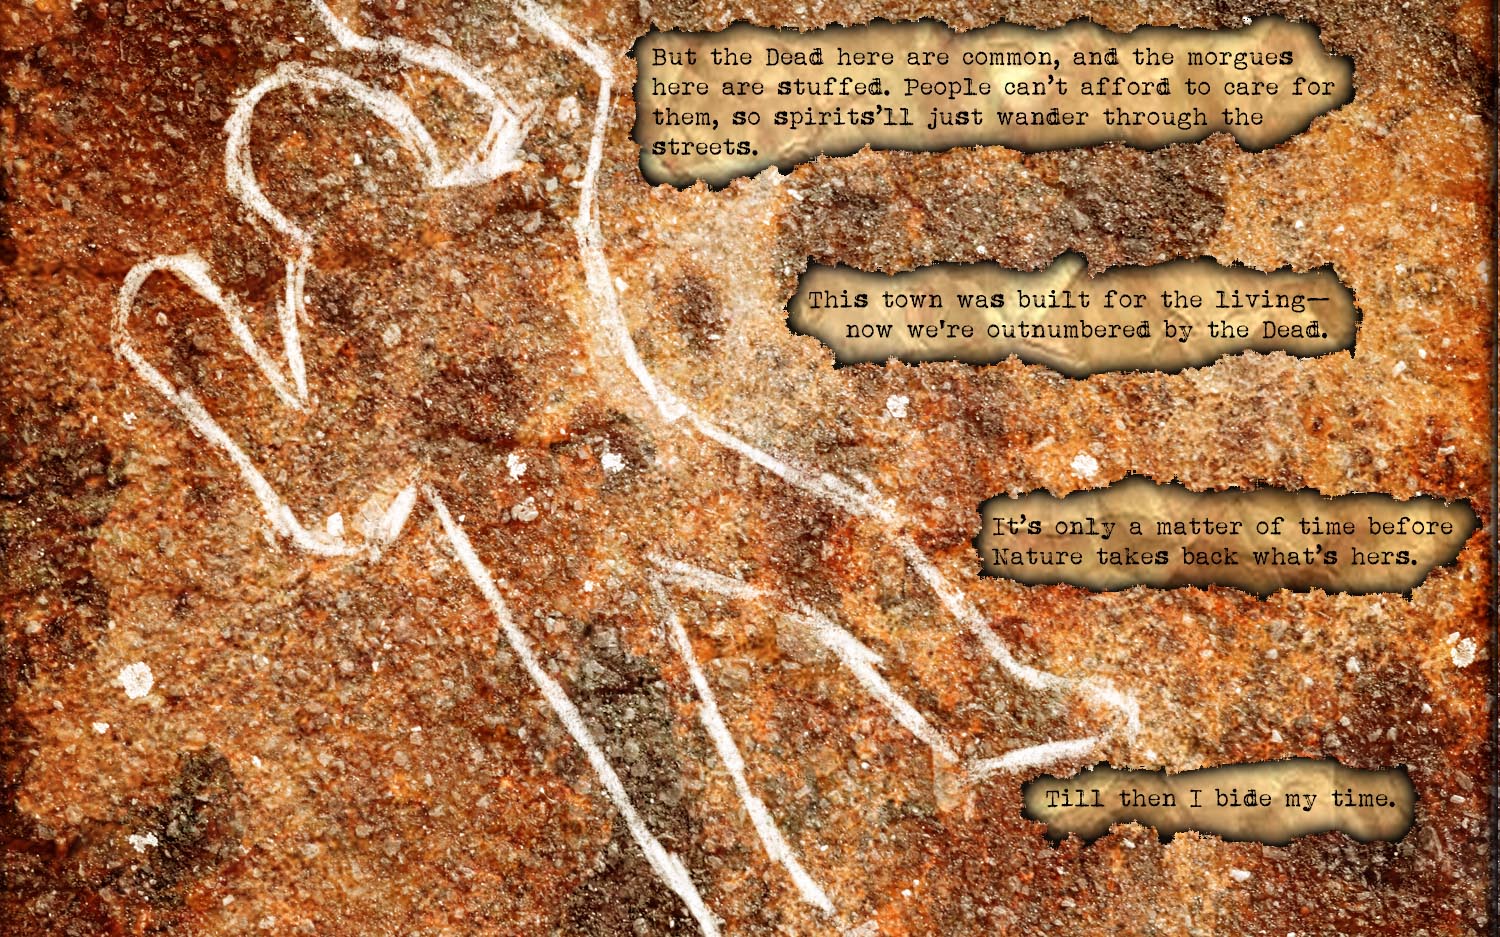 But the Dead here are common, and the morgues
here are stuffed. People can’t afford to care for
them, so spirits’ll just wander through the
streets.
This town was built for the living—
now we're outnumbered by the Dead.
It’s only a matter of time before
Nature takes back what’s hers.
Till then I bide my time.